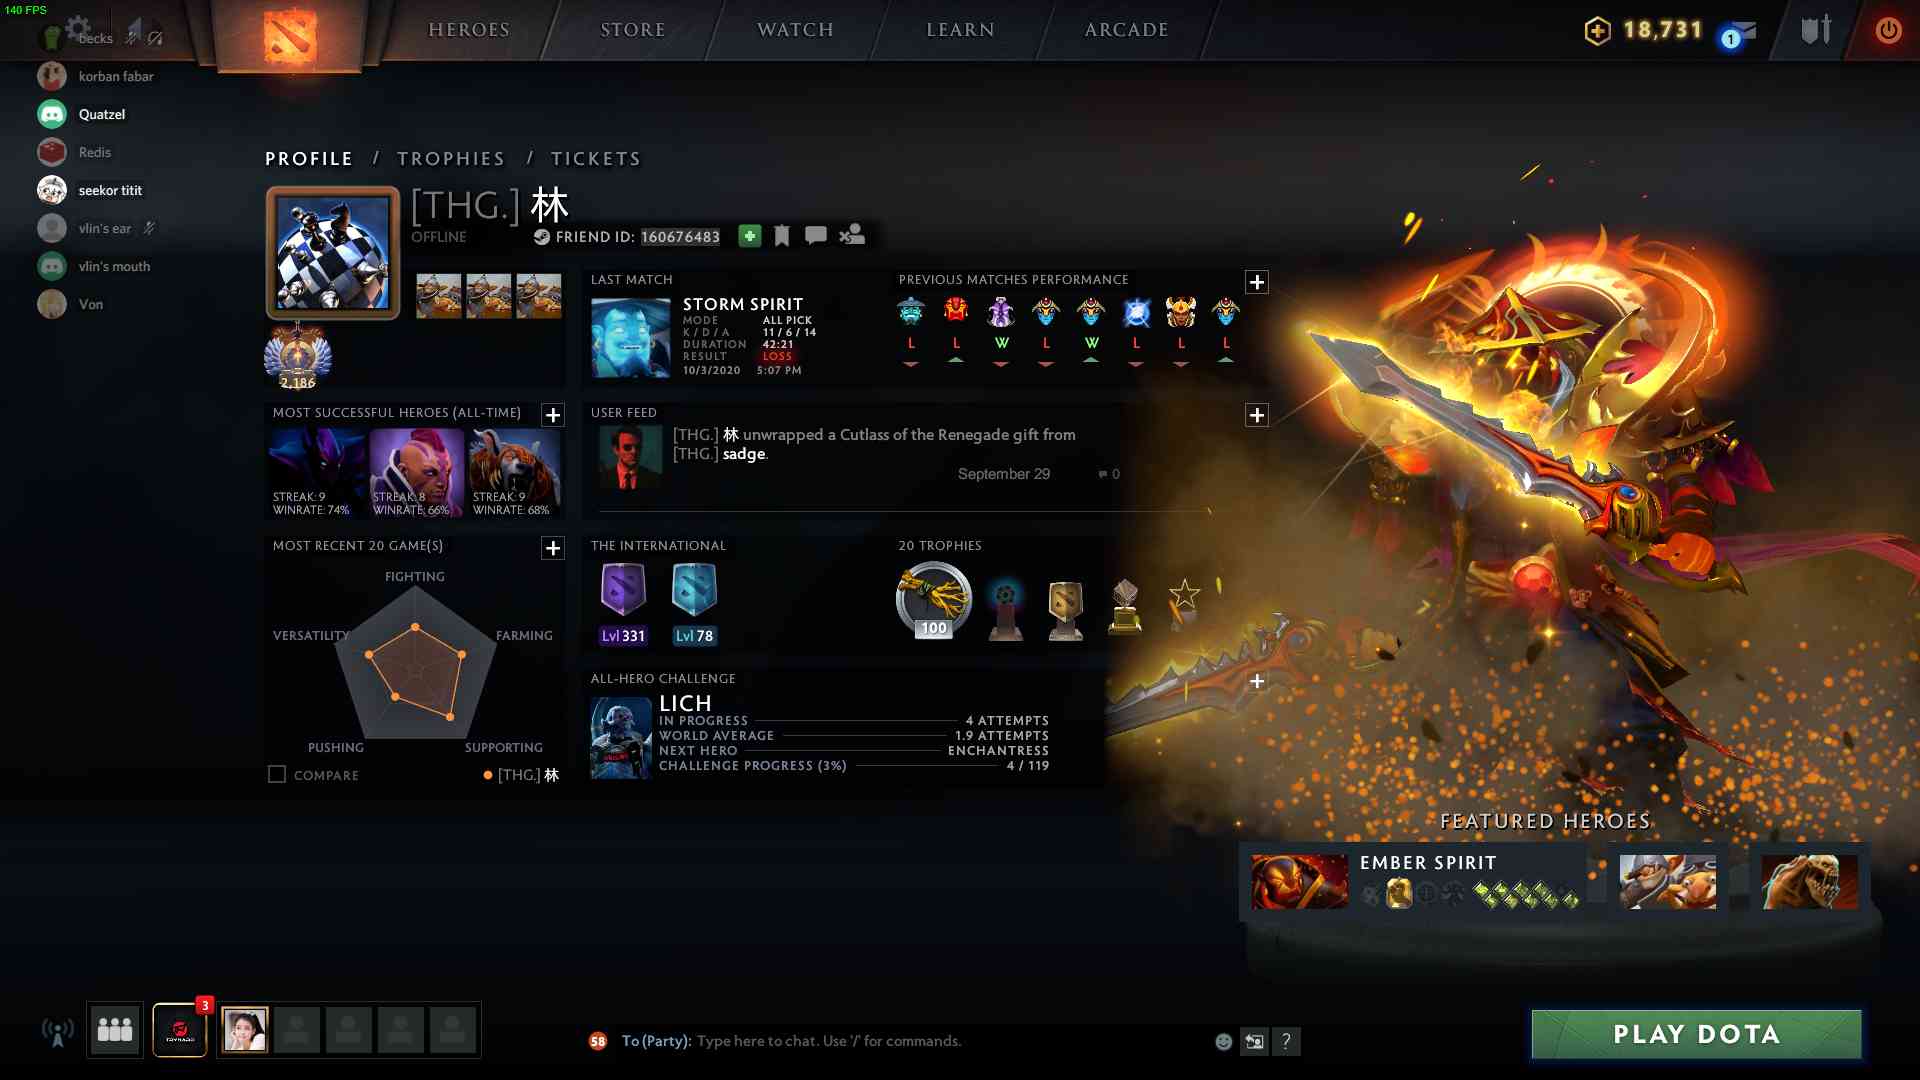 140 FPS
HEROES
STORE
WATCH
LEARN
ARCADE
18,731
1
becks
korban fabar
Quatzel
Redis
seekor titit
vlin's ear
vlin's mouth
Von
PROFILE / TROPHIES / TICKETS
[THG.] 林
OFFLINE
FRIEND ID: 160676483
2,186
LAST MATCH
STORM SPIRIT
MODE ALL PICK
K / D / A 11 / 6 / 14
DURATION 42:21
RESULT LOSS
10/3/2020 5:07 PM
PREVIOUS MATCHES PERFORMANCE
L L W L W L L L
MOST SUCCESSFUL HEROES (ALL-TIME)
STREAK: 9
WINRATE: 74%
STREAK: 8
WINRATE: 66%
STREAK: 9
WINRATE: 68%
USER FEED
[THG.] 林 unwrapped a Cutlass of the Renegade gift from
[THG.] sadge.
September 29
0
MOST RECENT 20 GAME(S)
FIGHTING
VERSATILITY
FARMING
PUSHING
SUPPORTING
COMPARE
[THG.] 林
THE INTERNATIONAL
Lvl 331
Lvl 78
20 TROPHIES
100
ALL-HERO CHALLENGE
LICH
IN PROGRESS 4 ATTEMPTS
WORLD AVERAGE 1.9 ATTEMPTS
NEXT HERO ENCHANTRESS
CHALLENGE PROGRESS (3%) 4 / 119
FEATURED HEROES
EMBER SPIRIT
3
58
To (Party): Type here to chat. Use '/' for commands.
?
PLAY DOTA